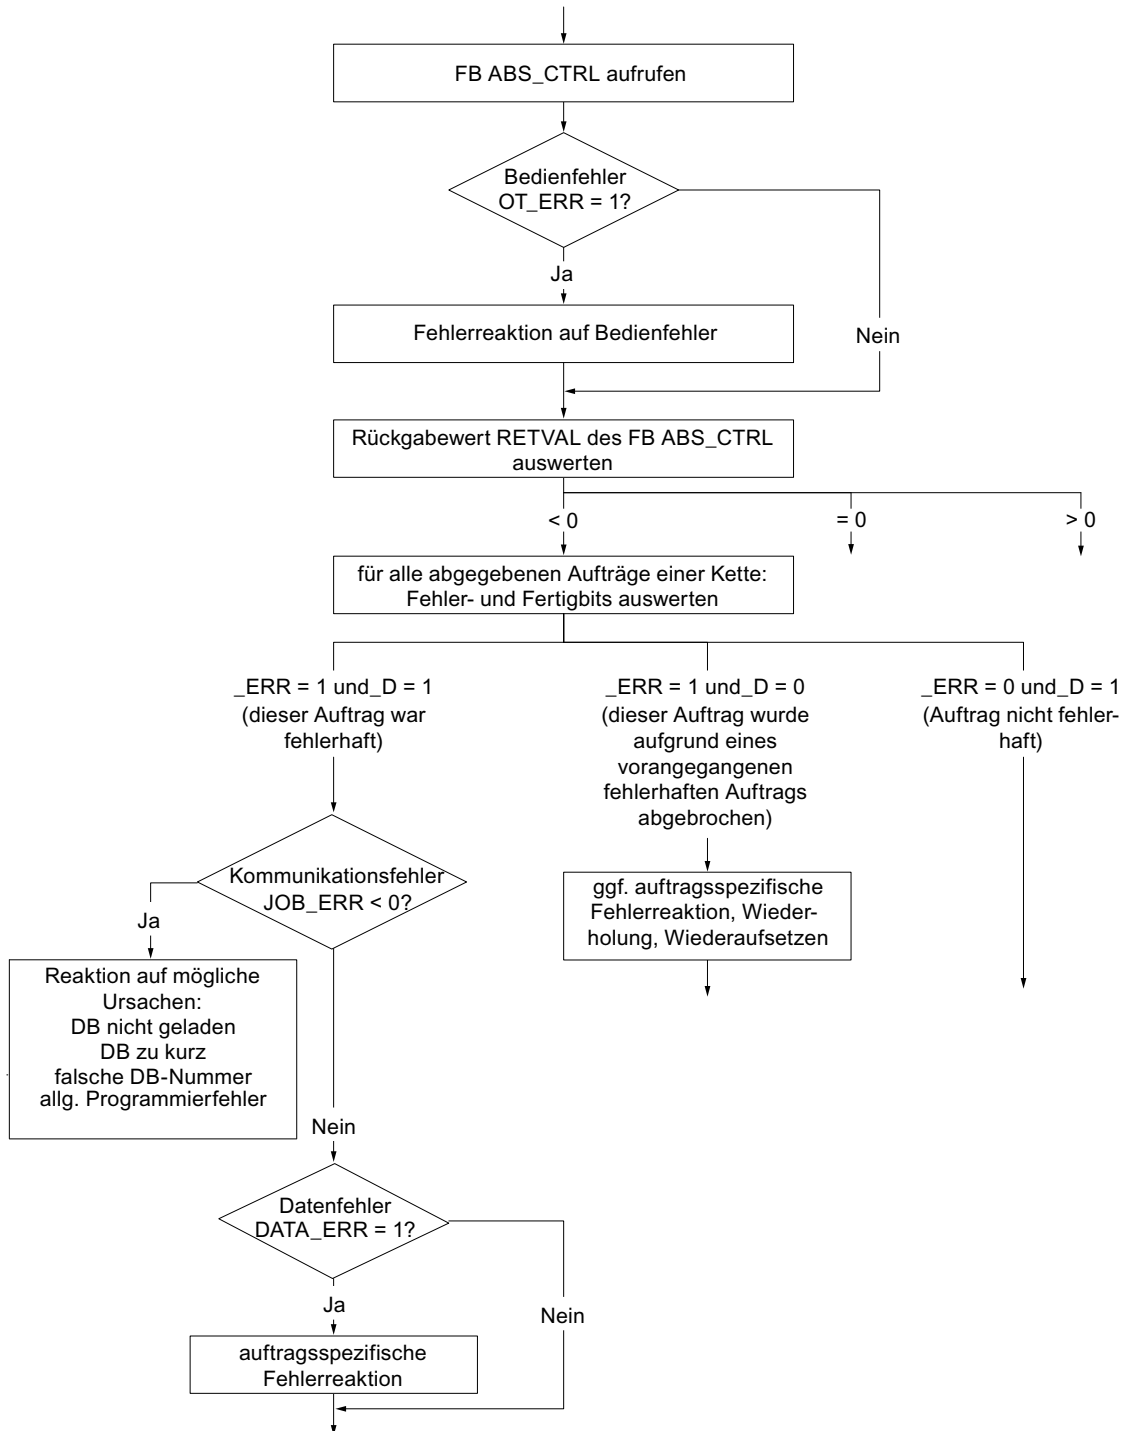 FB ABS_CTRL aufrufen
Bedienfehler
OT_ERR = 1?
Ja
Fehlerreaktion auf Bedienfehler
Nein
Rückgabewert RETVAL des FB ABS_CTRL
auswerten
< 0
= 0
> 0
für alle abgegebenen Aufträge einer Kette:
Fehler- und Fertigbits auswerten
_ERR = 1 und_D = 1
(dieser Auftrag war
fehlerhaft)
_ERR = 1 und_D = 0
(dieser Auftrag wurde
aufgrund eines
vorangegangenen
fehlerhaften Auftrags
abgebrochen)
_ERR = 0 und_D = 1
(Auftrag nicht fehler-
haft)
Kommunikationsfehler
JOB_ERR < 0?
Ja
ggf. auftragsspezifische
Fehlerreaktion, Wieder-
holung, Wiederaufsetzen
Reaktion auf mögliche
Ursachen:
DB nicht geladen
DB zu kurz
falsche DB-Nummer
allg. Programmierfehler
Nein
Datenfehler
DATA_ERR = 1?
Ja
Nein
auftragsspezifische
Fehlerreaktion